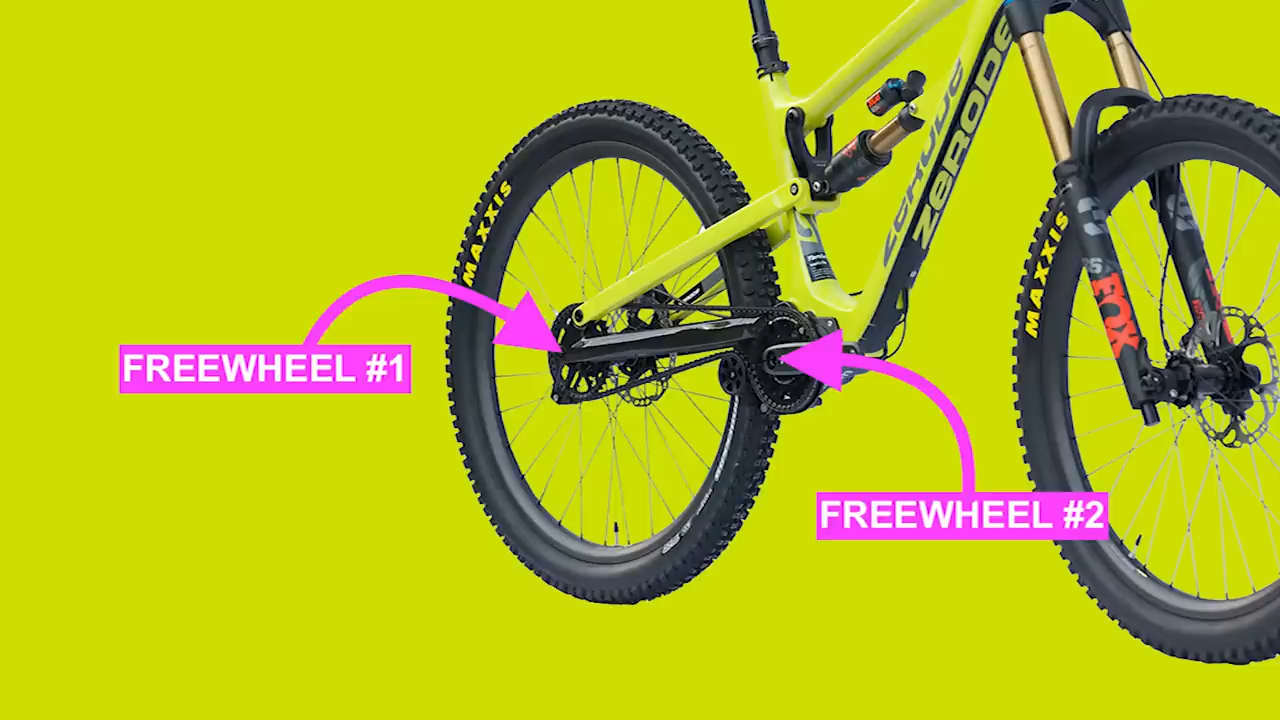 ZERODE
ZERODE
MAXXIS
MAXXIS
FOX
FREEWHEEL #1
FREEWHEEL #2